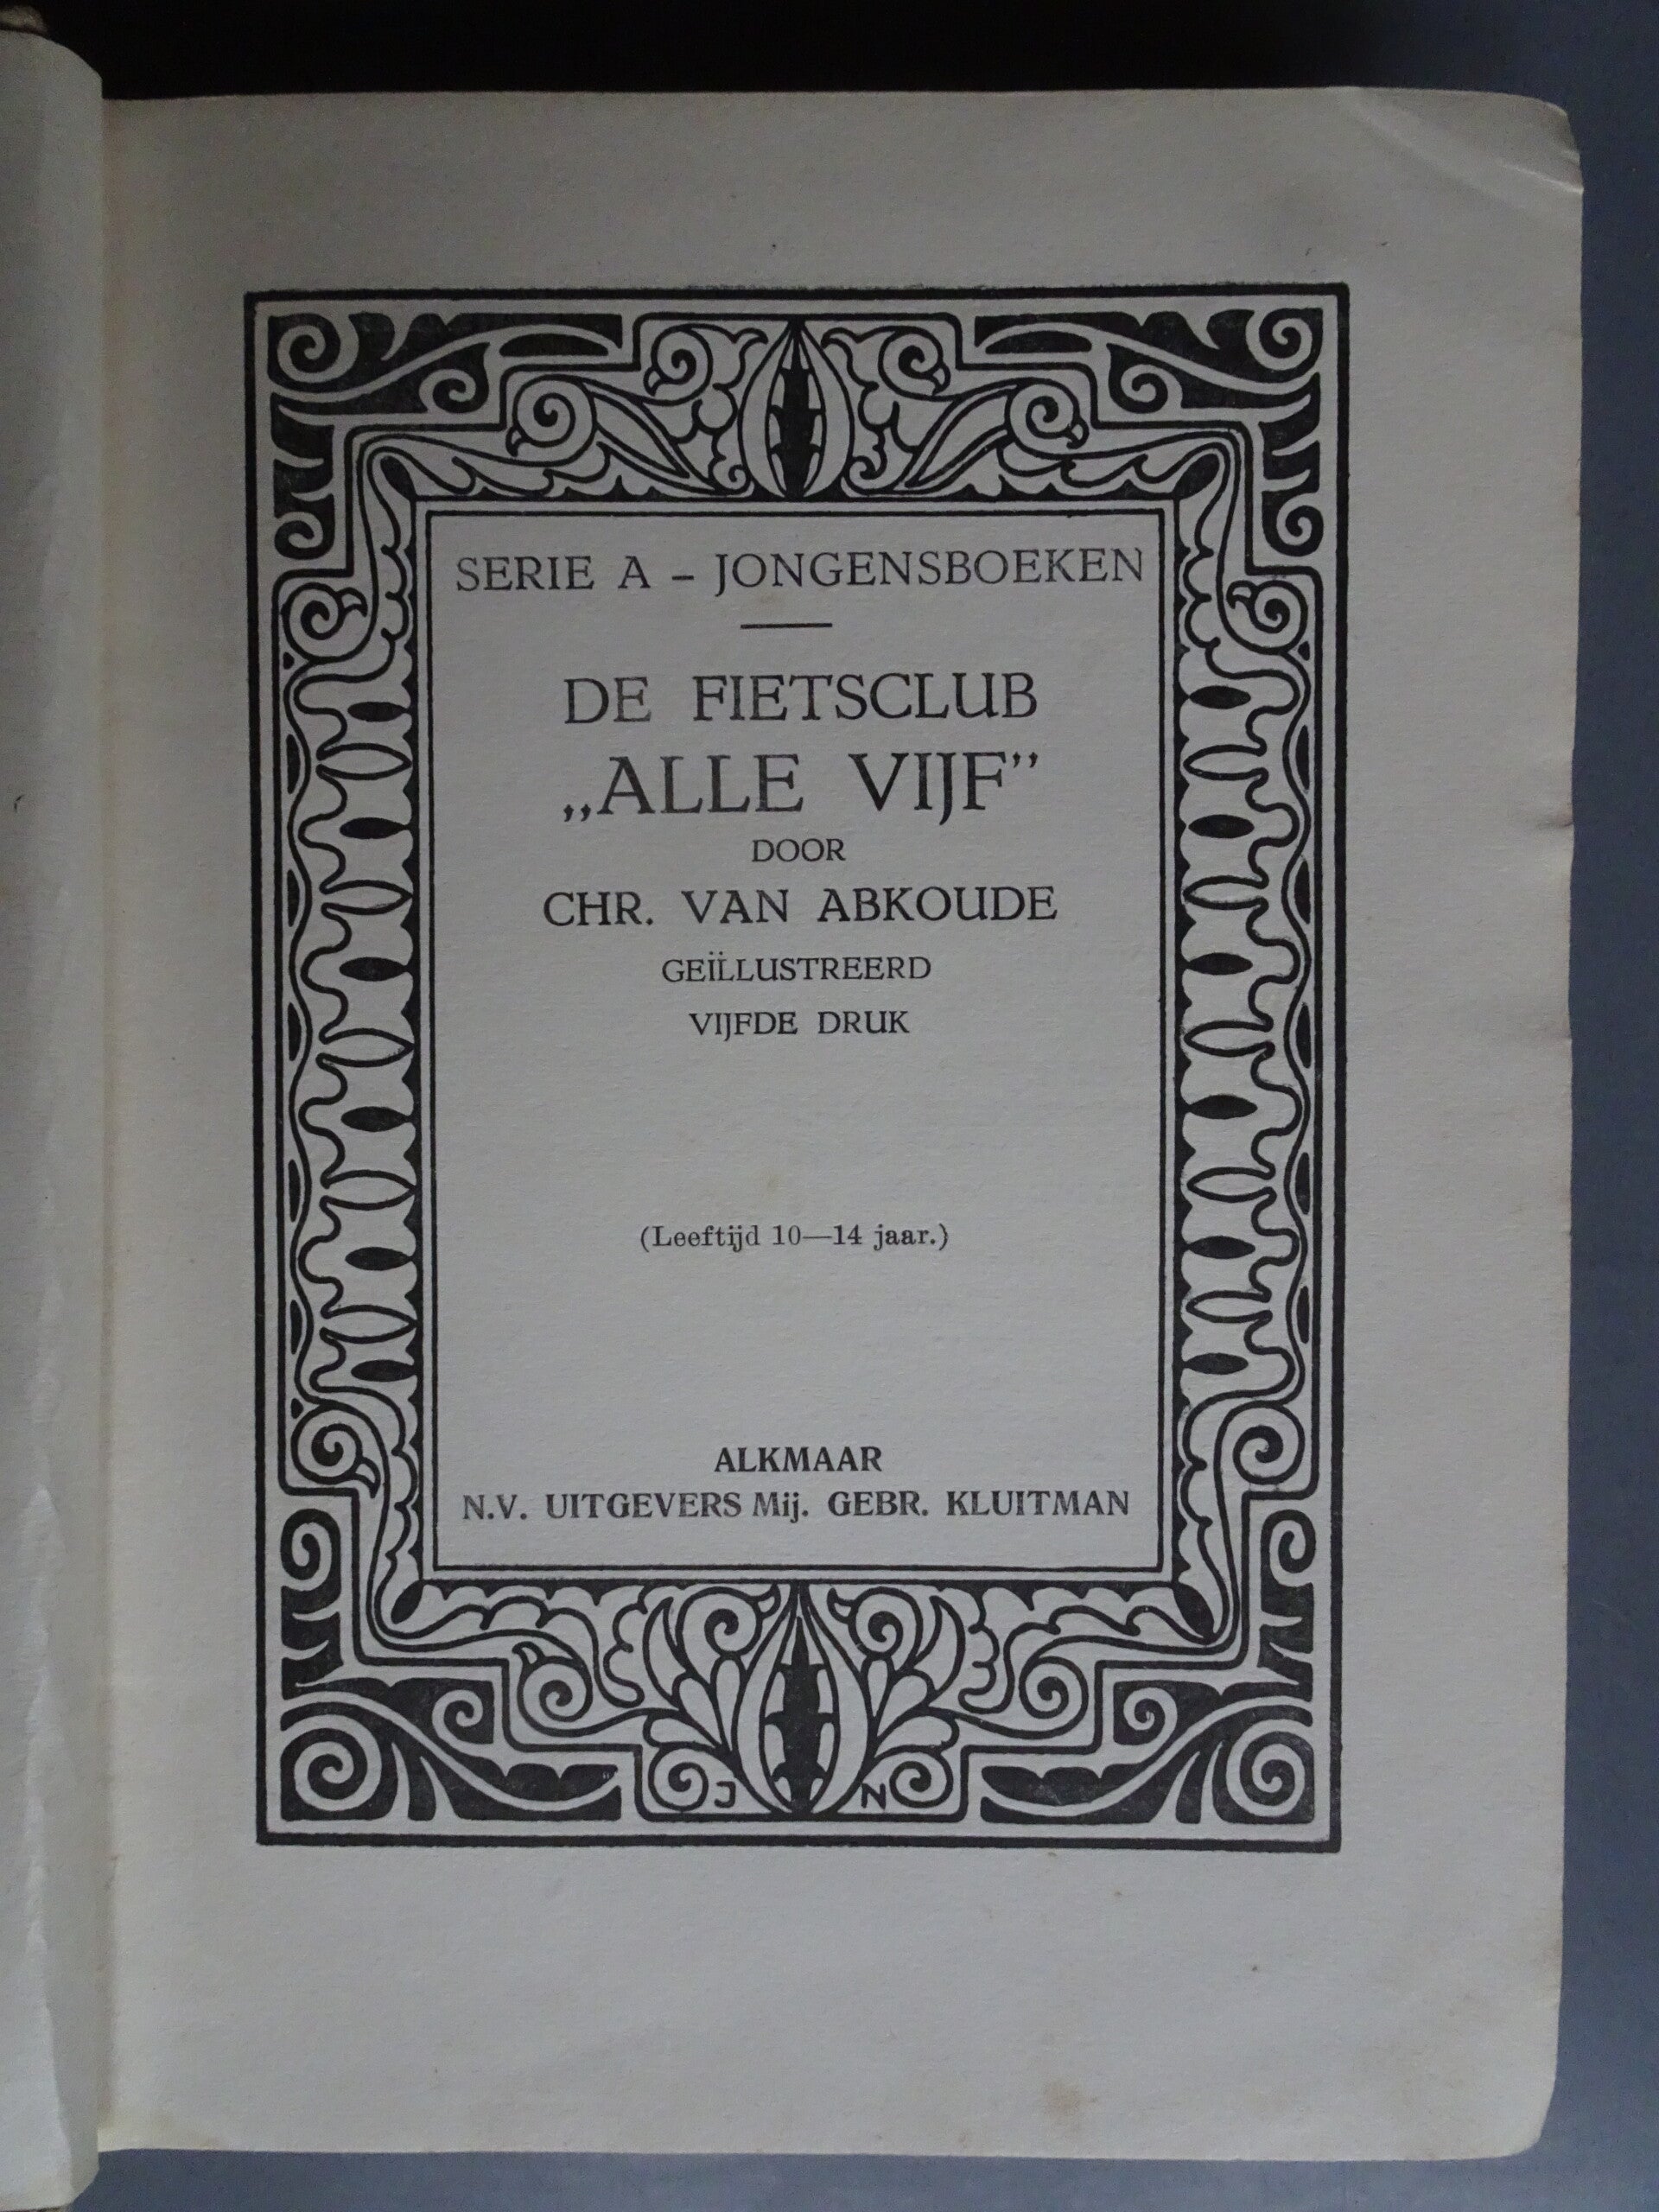 SERIE A – JONGENSBOEKEN
DE FIETSCLUB
„ALLE VIJF”
DOOR
CHR. VAN ABKOUDE
GEÏLLUSTREERD
VIJFDE DRUK
(Leeftijd 10—14 jaar.)
ALKMAAR
N.V. UITGEVERS Mij. GEBR. KLUITMAN
J N